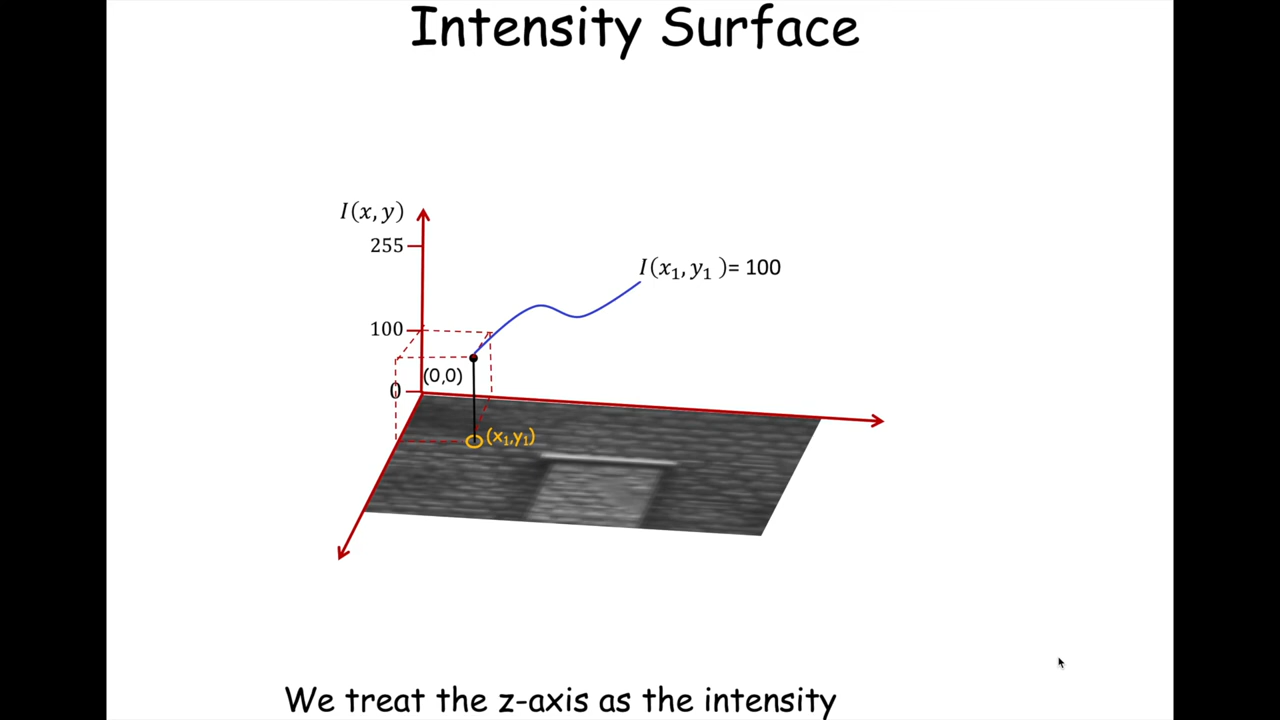 Intensity Surface
I(x, y)
255
I(x₁, y₁ )= 100
100
(0,0)
0
(x₁,y₁)
We treat the z-axis as the intensity